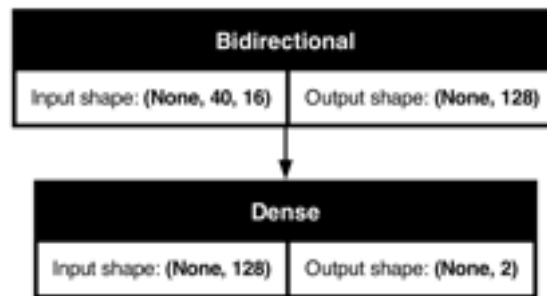 Bidirectional
Input shape: (None, 40, 16) Output shape: (None, 128)
Dense
Input shape: (None, 128) Output shape: (None, 2)